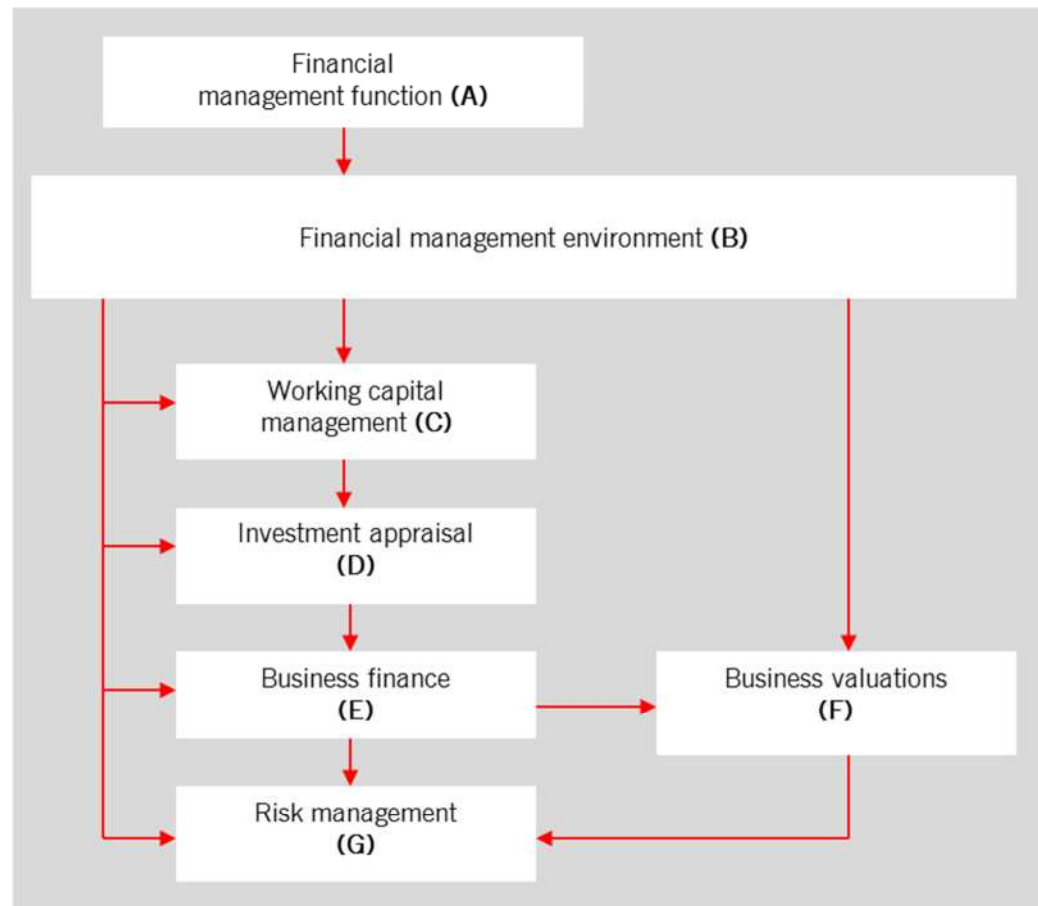 Financial
management function (A)
Financial management environment (B)
Working capital
management (C)
Investment appraisal
(D)
Business finance
(E)
Business valuations
(F)
Risk management
(G)